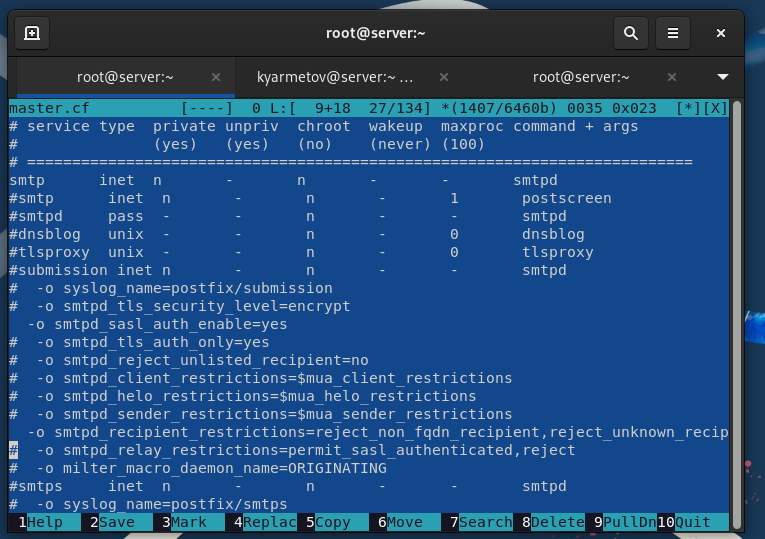 root@server:~
root@server:~ kyarmetov@server:~ ... root@server:~
master.cf [----] 0 L:[ 9+18 27/134] *(1407/6460b) 0035 0x023 [*][X]
# service type private unpriv chroot wakeup maxproc command + args
# (yes) (yes) (no) (never) (100)
# ==========================================================================
smtp inet n - n - - smtpd
#smtp inet n - n - 1 postscreen
#smtpd pass - - n - - smtpd
#dnsblog unix - - n - 0 dnsblog
#tlsproxy unix - - n - 0 tlsproxy
#submission inet n - n - - smtpd
# -o syslog_name=postfix/submission
# -o smtpd_tls_security_level=encrypt
-o smtpd_sasl_auth_enable=yes
# -o smtpd_tls_auth_only=yes
# -o smtpd_reject_unlisted_recipient=no
# -o smtpd_client_restrictions=$mua_client_restrictions
# -o smtpd_helo_restrictions=$mua_helo_restrictions
# -o smtpd_sender_restrictions=$mua_sender_restrictions
-o smtpd_recipient_restrictions=reject_non_fqdn_recipient,reject_unknown_recip
# -o smtpd_relay_restrictions=permit_sasl_authenticated,reject
# -o milter_macro_daemon_name=ORIGINATING
#smtps inet n - n - - smtpd
# -o syslog_name=postfix/smtps
1Help 2Save 3Mark 4Replac 5Copy 6Move 7Search 8Delete 9PullDn 10Quit